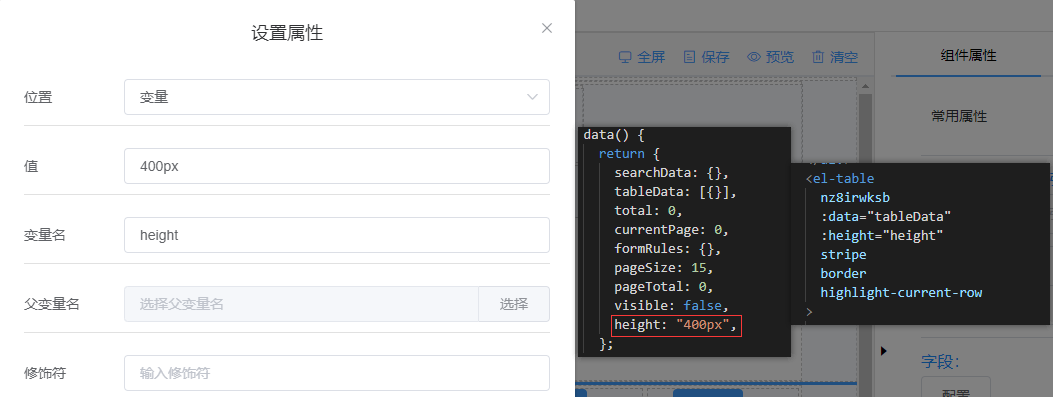 设置属性
位置
变量
值
400px
变量名
height
父变量名
选择父变量名
选择
修饰符
输入修饰符
全屏
保存
预览
清空
组件属性
常用属性
data() {
return {
searchData: {},
tableData: [{}],
total: 0,
currentPage: 0,
formRules: {},
pageSize: 15,
pageTotal: 0,
visible: false,
height: "400px",
};
<el-table
nz8irwksb
:data="tableData"
:height="height"
stripe
border
highlight-current-row
>
字段:
配置